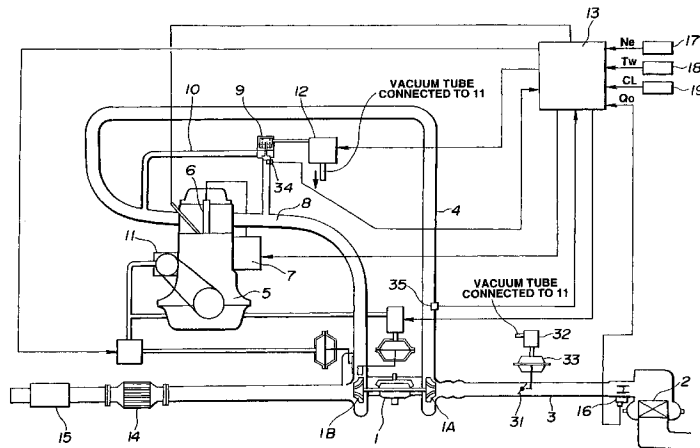 13
Ne
17
Tw
18
CL
19
Qo
VACUUM TUBE
CONNECTED TO 11
10
9
12
6
34
8
4
11
7
5
35
VACUUM TUBE
CONNECTED TO 11
32
33
2
31
3
16
15
14
1B
1
1A